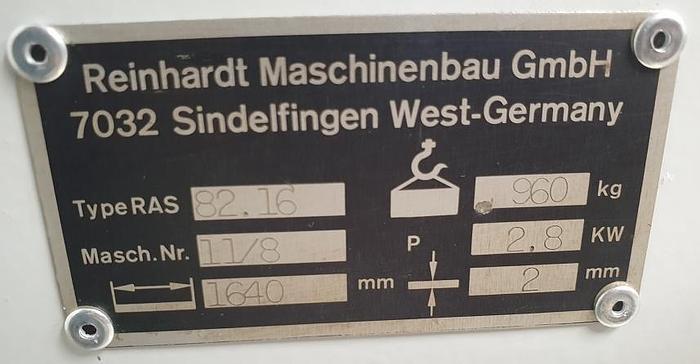 Reinhardt Maschinenbau GmbH
7032 Sindelfingen West-Germany
Type RAS 82.16 960 kg
Masch. Nr. 11/8 P 2,8 KW
1640 mm 2 mm